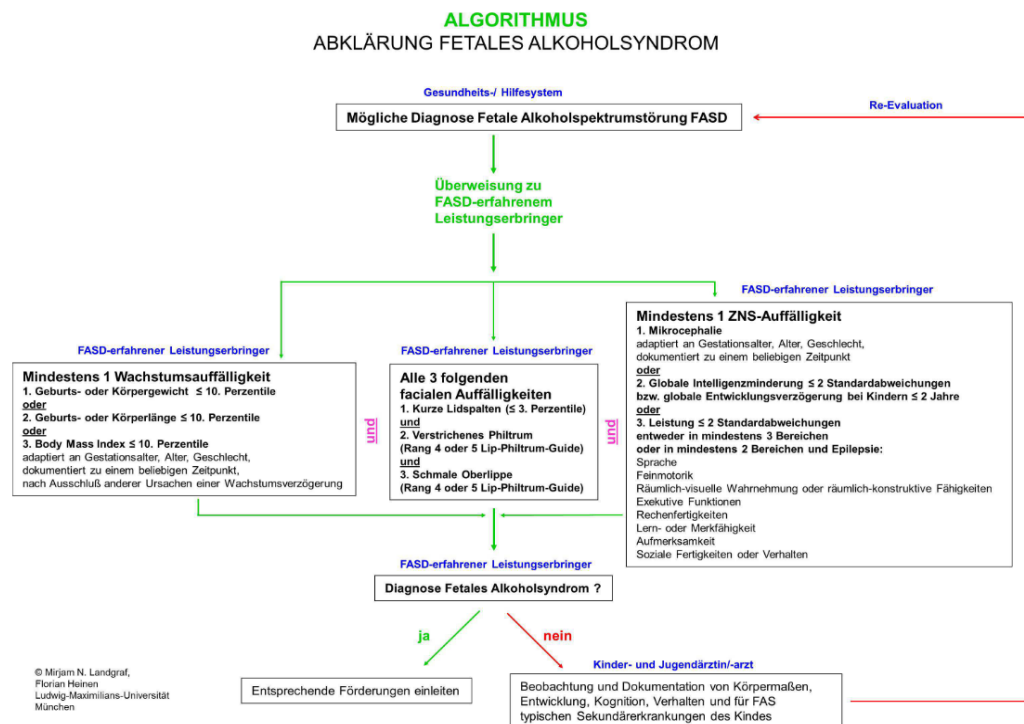 ALGORITHMUS
ABKLÄRUNG FETALES ALKOHOLSYNDROM
Gesundheits-/ Hilfesystem
Mögliche Diagnose Fetale Alkoholspektrumstörung FASD
Re-Evaluation
Überweisung zu
FASD-erfahrenem
Leistungserbringer
FASD-erfahrener Leistungserbringer
Mindestens 1 Wachstumsauffälligkeit
1. Geburts- oder Körpergewicht ≤ 10. Perzentile
oder
2. Geburts- oder Körperlänge ≤ 10. Perzentile
oder
3. Body Mass Index ≤ 10. Perzentile
adaptiert an Gestationsalter, Alter, Geschlecht,
dokumentiert zu einem beliebigen Zeitpunkt,
nach Ausschluß anderer Ursachen einer Wachstumsverzögerung
und
FASD-erfahrener Leistungserbringer
Alle 3 folgenden
facialen Auffälligkeiten
1. Kurze Lidspalten (≤ 3. Perzentile)
und
2. Verstrichenes Philtrum
(Rang 4 oder 5 Lip-Philtrum-Guide)
und
3. Schmale Oberlippe
(Rang 4 oder 5 Lip-Philtrum-Guide)
und
FASD-erfahrener Leistungserbringer
Mindestens 1 ZNS-Auffälligkeit
1. Mikrocephalie
adaptiert an Gestationsalter, Alter, Geschlecht,
dokumentiert zu einem beliebigen Zeitpunkt
oder
2. Globale Intelligenzminderung ≤ 2 Standardabweichungen
bzw. globale Entwicklungsverzögerung bei Kindern ≤ 2 Jahre
oder
3. Leistung ≤ 2 Standardabweichungen
entweder in mindestens 3 Bereichen
oder in mindestens 2 Bereichen und Epilepsie:
Sprache
Feinmotorik
Räumlich-visuelle Wahrnehmung oder räumlich-konstruktive Fähigkeiten
Exekutive Funktionen
Rechenfertigkeiten
Lern- oder Merkfähigkeit
Aufmerksamkeit
Soziale Fertigkeiten oder Verhalten
FASD-erfahrener Leistungserbringer
Diagnose Fetales Alkoholsyndrom ?
ja
nein
Entsprechende Förderungen einleiten
Kinder- und Jugendärztin/-arzt
Beobachtung und Dokumentation von Körpermaßen,
Entwicklung, Kognition, Verhalten und für FAS
typischen Sekundärerkrankungen des Kindes
© Mirjam N. Landgraf,
Florian Heinen
Ludwig-Maximilians-Universität
München